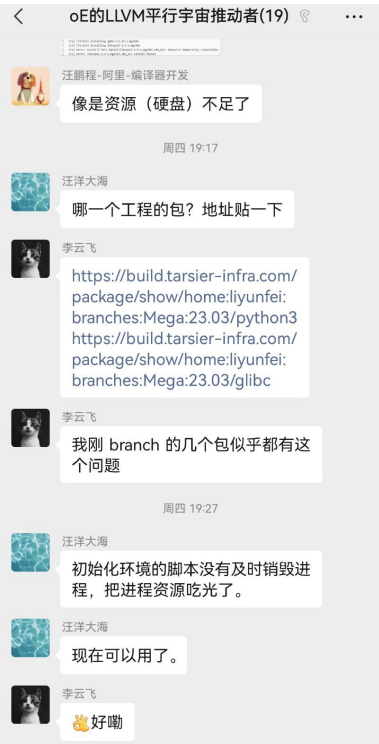 oE的LLVM平行宇宙推动者(19)
汪鹏程-阿里-编译器开发
像是资源（硬盘）不足了
周四 19:17
汪洋大海
哪一个工程的包？地址贴一下
李云飞
https://build.tarsier-infra.com/
package/show/home:liyunfei:
branches:Mega:23.03/python3
https://build.tarsier-infra.com/
package/show/home:liyunfei:
branches:Mega:23.03/glibc
李云飞
我刚 branch 的几个包似乎都有这
个问题
周四 19:27
汪洋大海
初始化环境的脚本没有及时销毁进
程，把进程资源吃光了。
汪洋大海
现在可以用了。
李云飞
👌好嘞